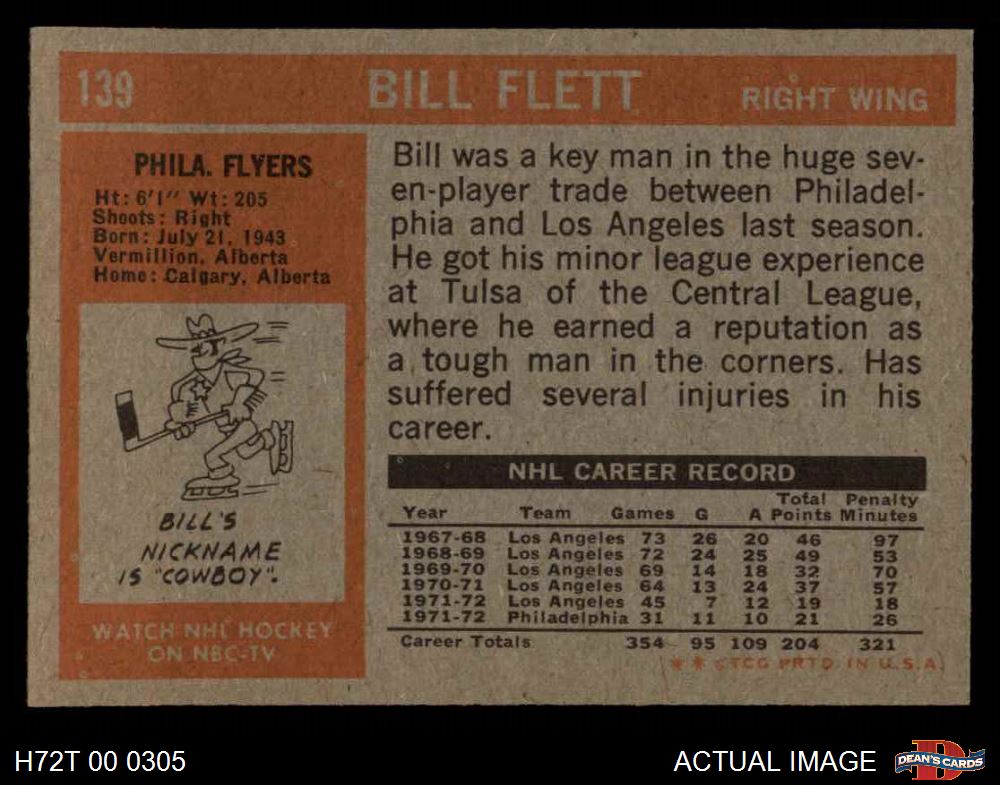 139 BILL FLETT RIGHT WING
PHILA. FLYERS
Ht: 6'1" Wt: 205
Shoots: Right
Born: July 21, 1943
Vermillion, Alberta
Home: Calgary, Alberta
BILL'S
NICKNAME
IS "COWBOY".
WATCH NHL HOCKEY
ON NBC-TV
Bill was a key man in the huge sev-
en-player trade between Philadel-
phia and Los Angeles last season.
He got his minor league experience
at Tulsa of the Central League,
where he earned a reputation as
a tough man in the corners. Has
suffered several injuries in his
career.
NHL CAREER RECORD
Year Team Games G A Total Points Penalty Minutes
1967-68 Los Angeles 73 26 20 46 97
1968-69 Los Angeles 72 24 25 49 53
1969-70 Los Angeles 69 14 18 32 70
1970-71 Los Angeles 64 13 24 37 57
1971-72 Los Angeles 45 7 12 19 18
1971-72 Philadelphia 31 11 10 21 26
Career Totals 354 95 109 204 321
* * © TCG PRTD. IN U.S.A.
H72T 00 0305 ACTUAL IMAGE D DEAN'S CARDS